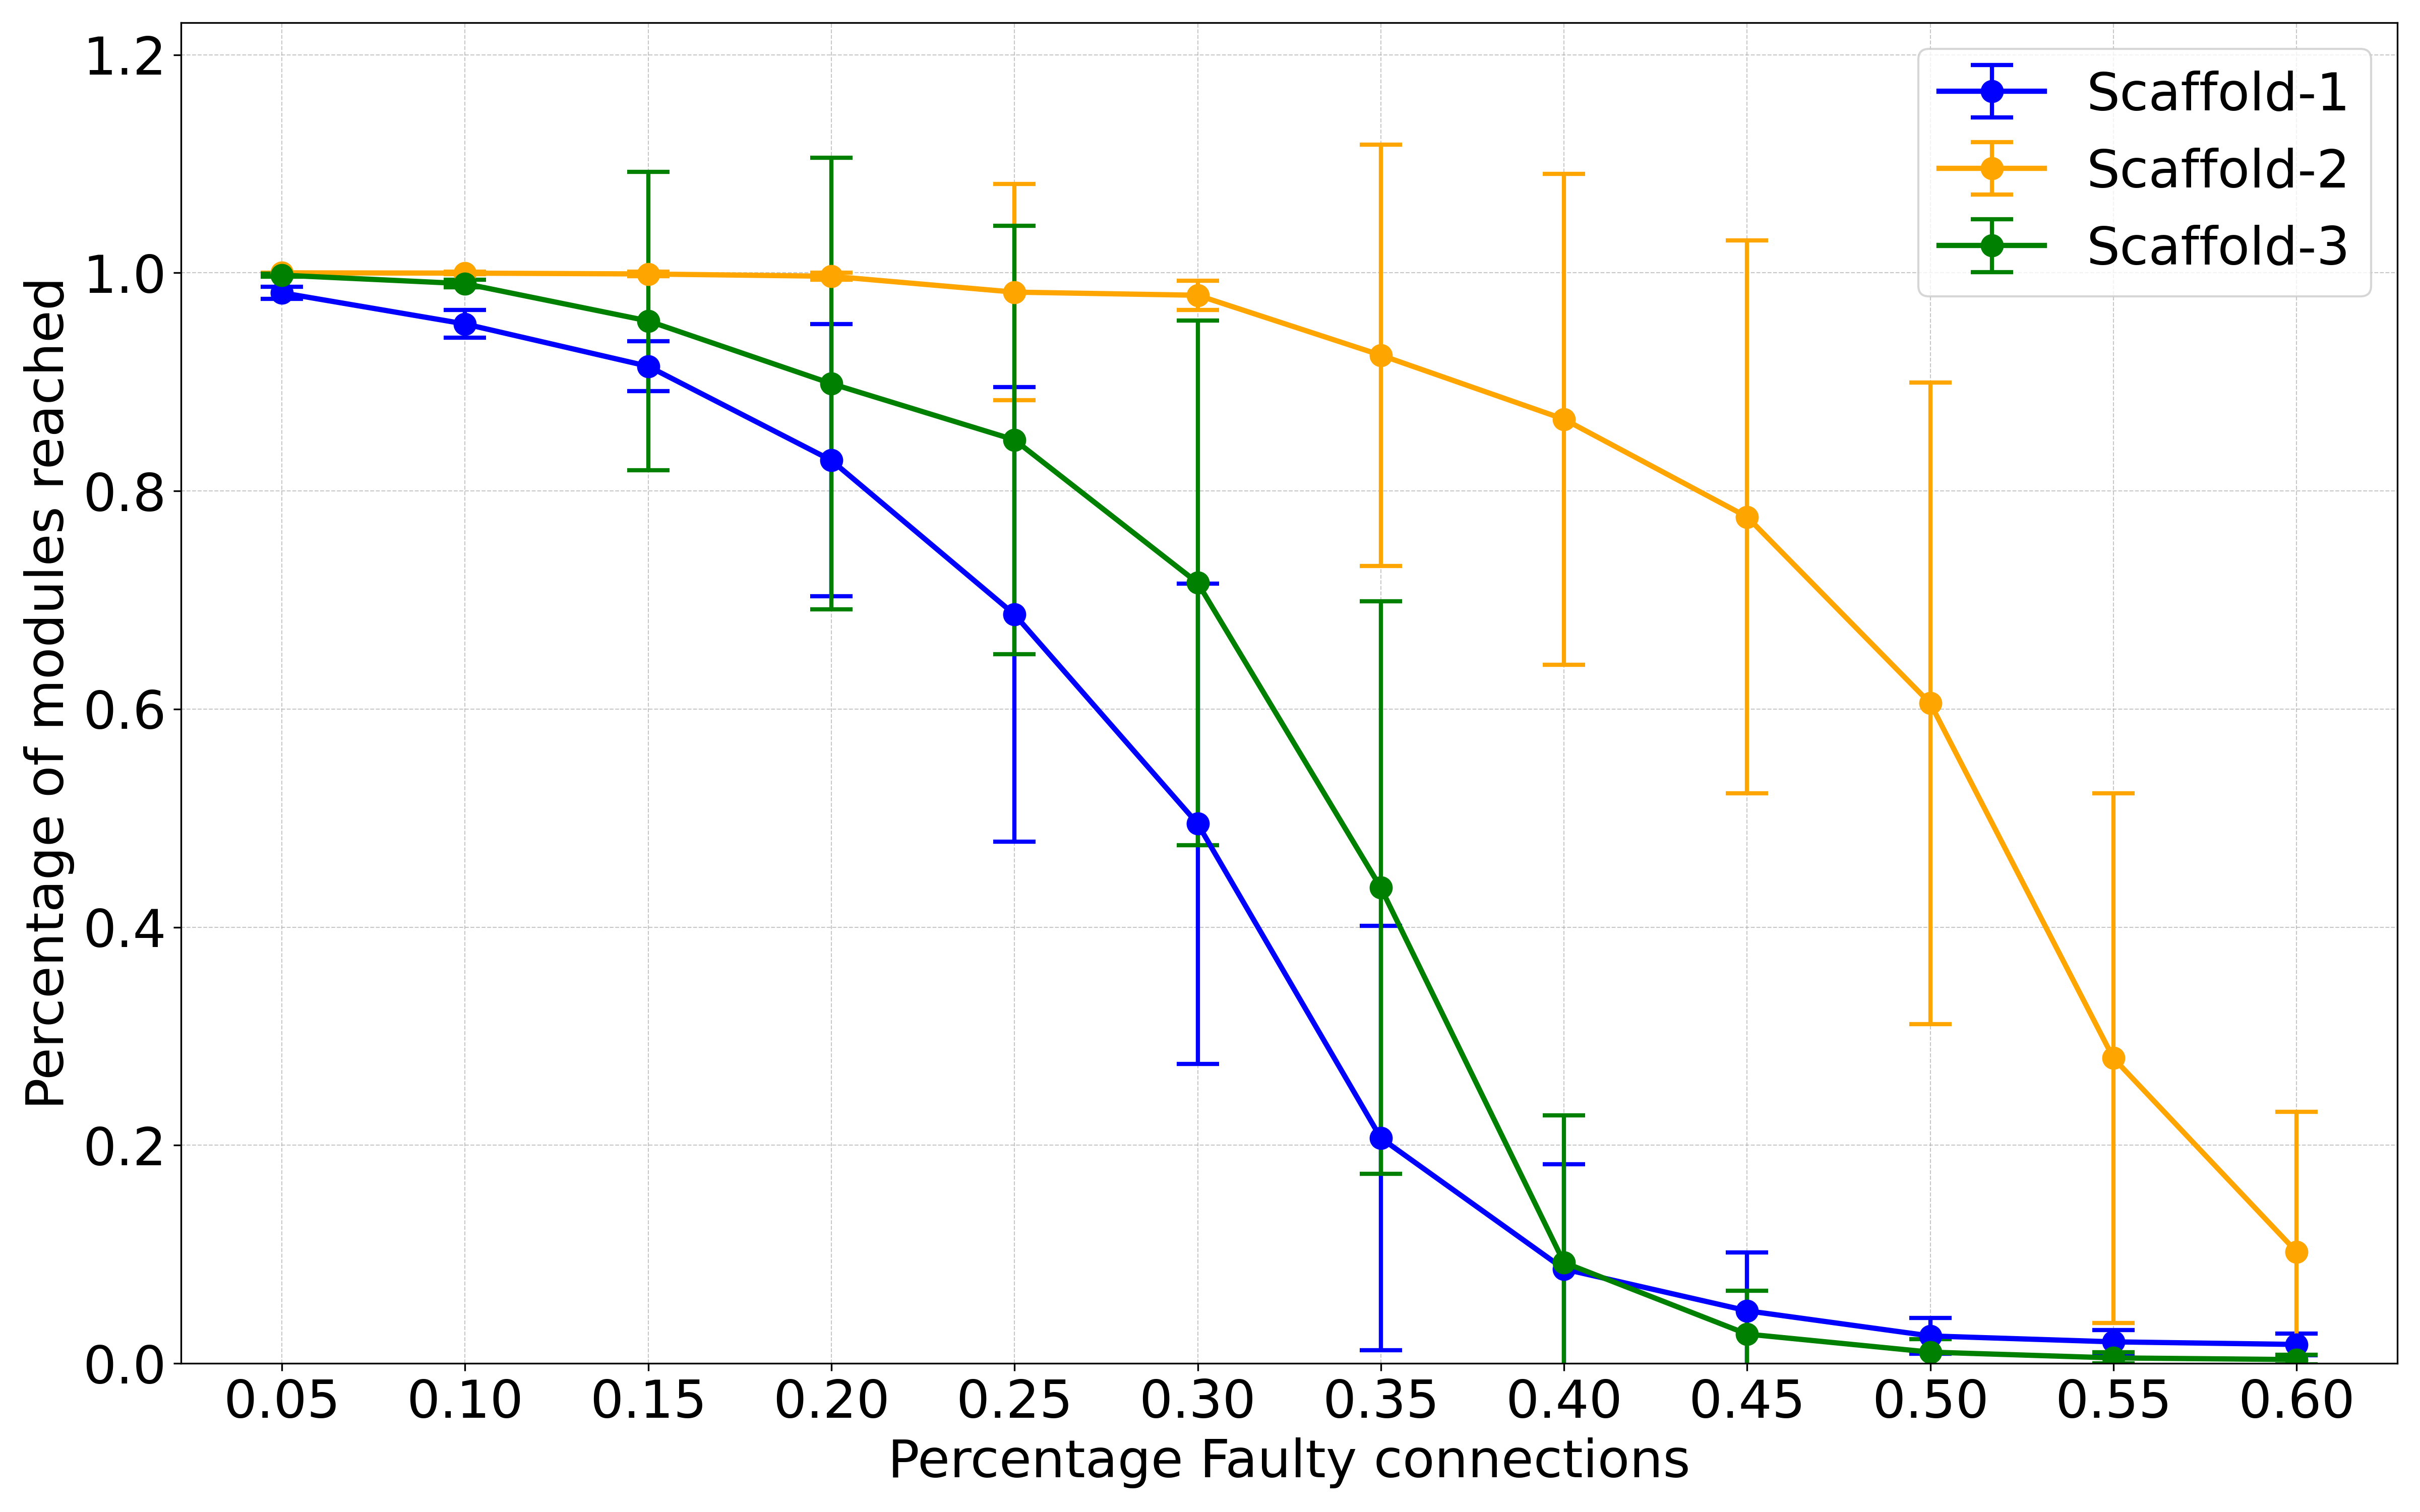 Percentage of modules reached
1.2
1.0
0.8
0.6
0.4
0.2
0.0
Scaffold-1
Scaffold-2
Scaffold-3
0.05 0.10 0.15 0.20 0.25 0.30 0.35 0.40 0.45 0.50 0.55 0.60
Percentage Faulty connections